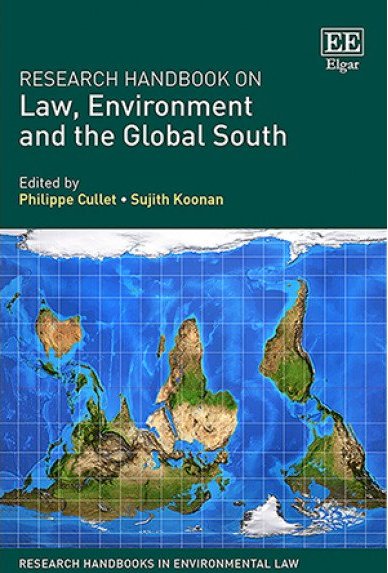 EE
Elgar
RESEARCH HANDBOOK ON
Law, Environment
and the Global South
Edited by
Philippe Cullet • Sujith Koonan
RESEARCH HANDBOOKS IN ENVIRONMENTAL LAW